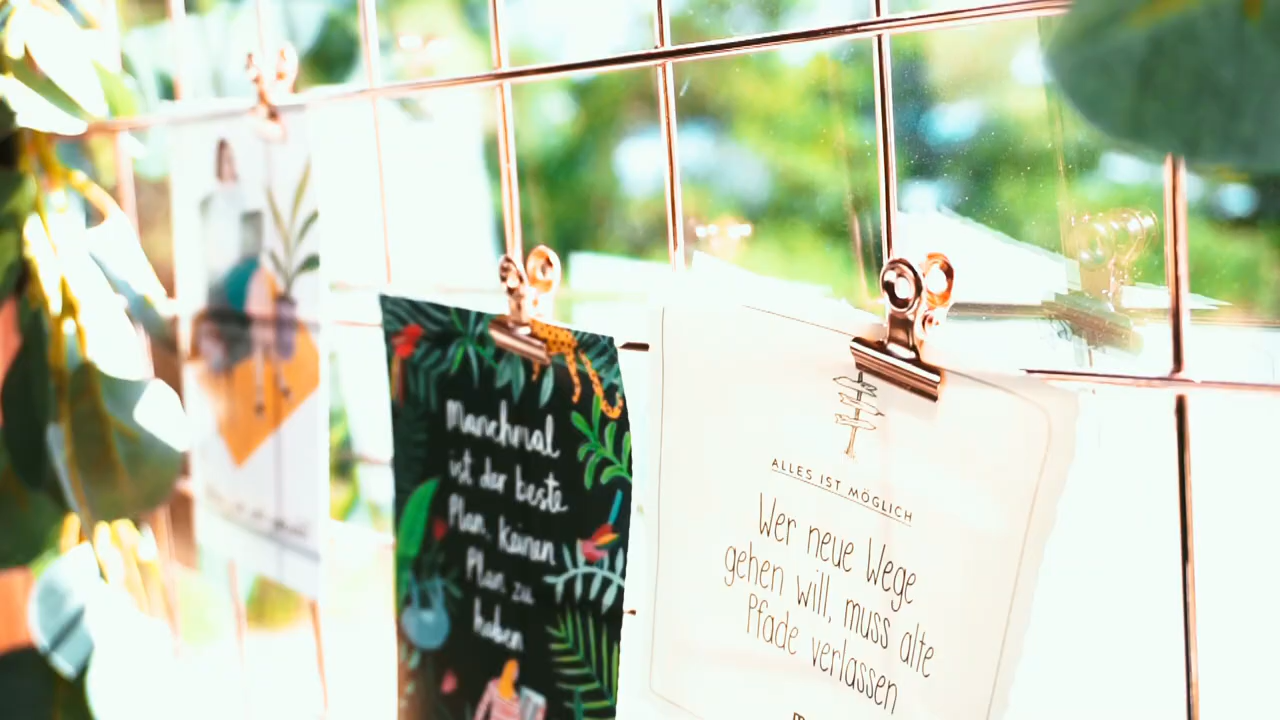 Manchmal
ist der beste
Plan, keinen
Plan zu
haben
ALLES IST MÖGLICH
Wer neue Wege
gehen will, muss alte
Pfade verlassen